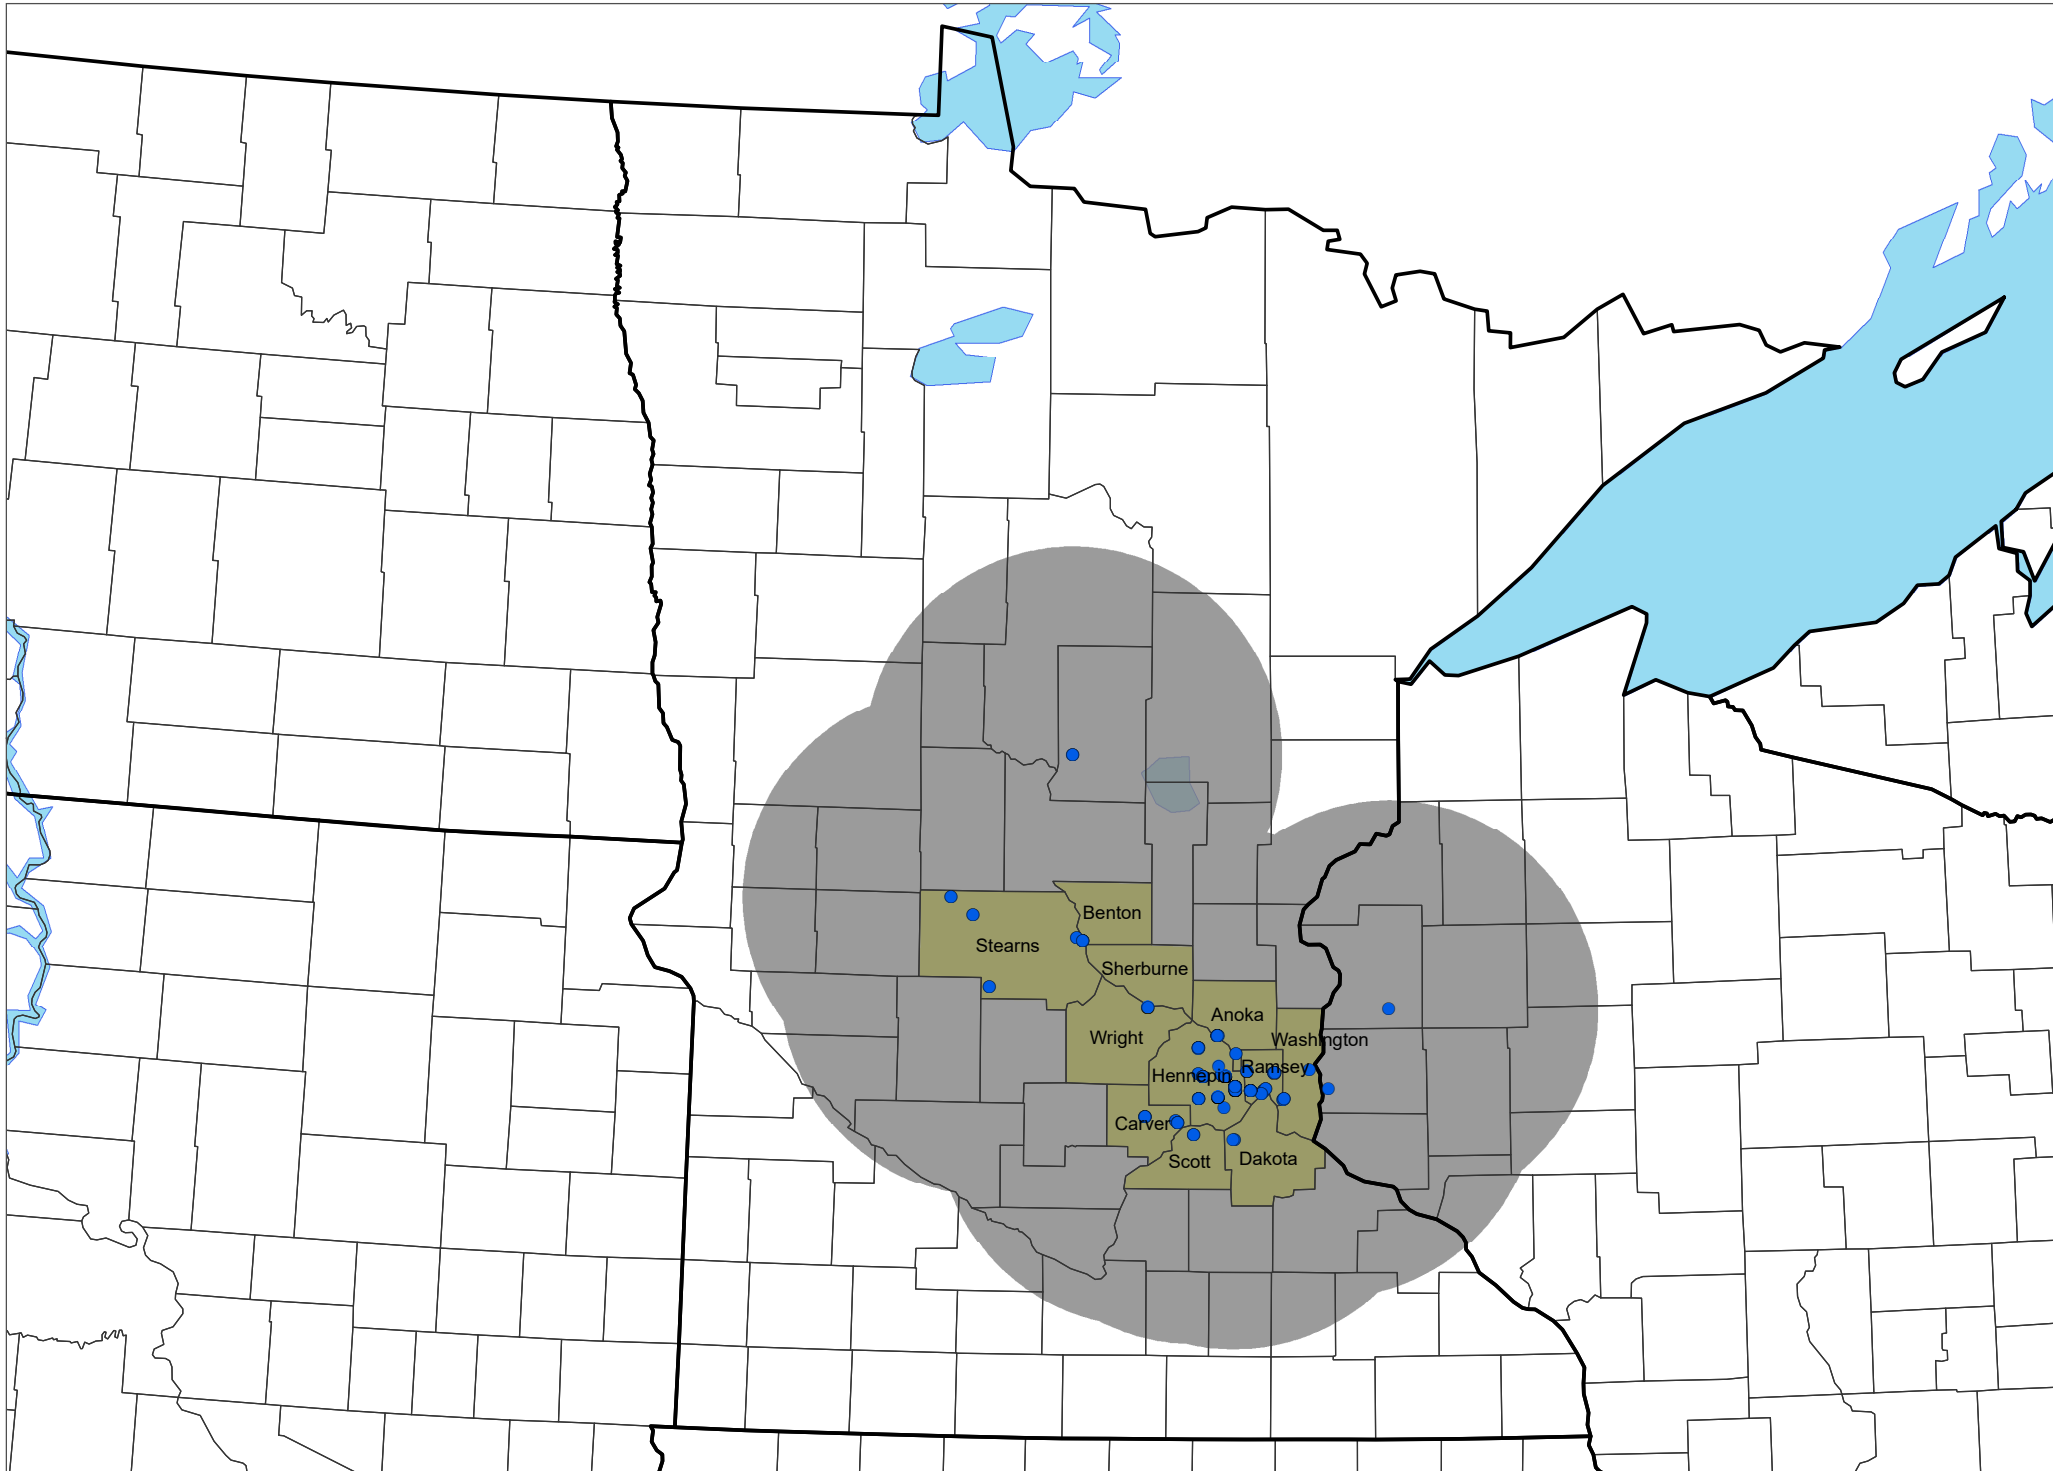 Benton
Stearns
Sherburne
Anoka
Wright
Washington
Ramsey
Hennepin
Carver
Scott
Dakota